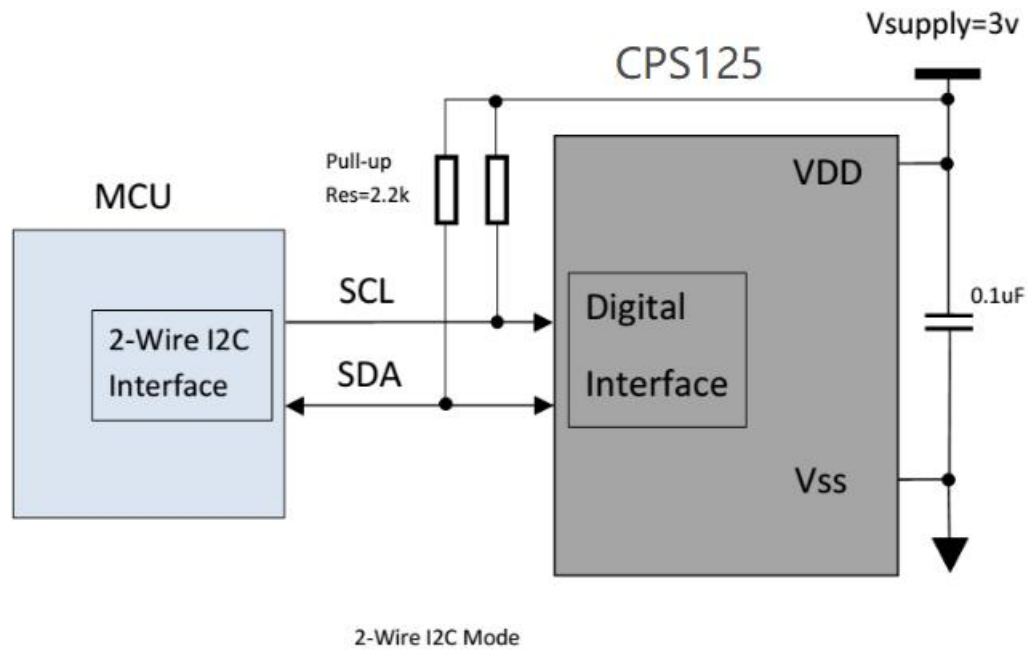 Vsupply=3v
CPS125
Pull-up
Res=2.2k
VDD
MCU
SCL
Digital
Interface
0.1uF
2-Wire I2C
Interface
SDA
Vss
2-Wire I2C Mode